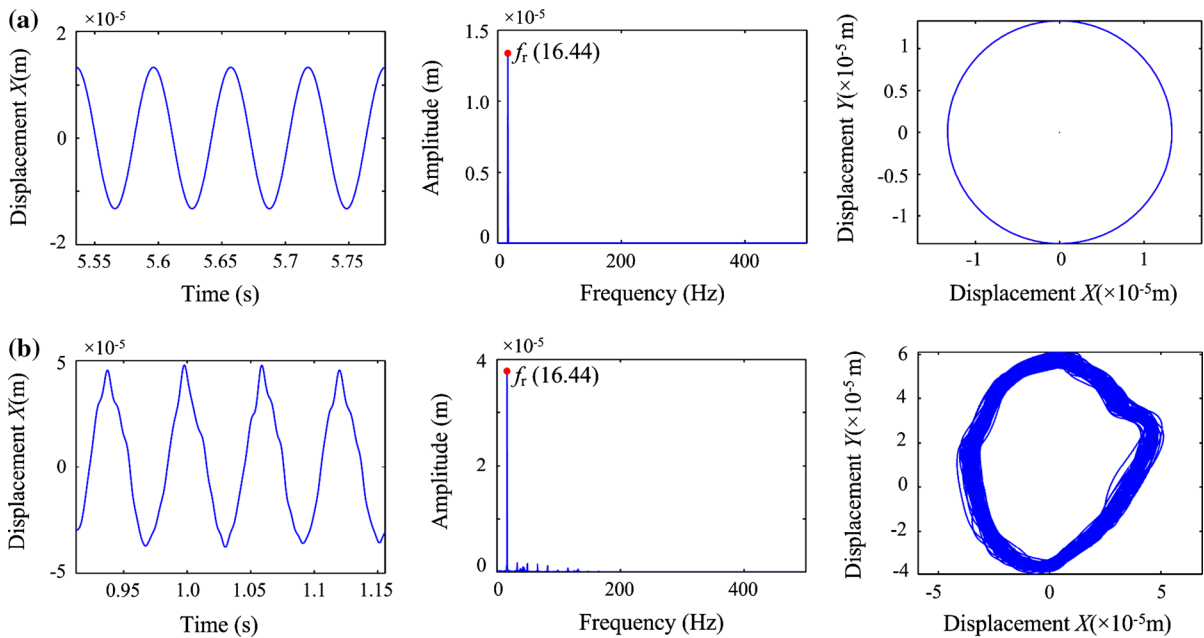 (a)
×10⁻⁵
2
0
-2
Displacement X(m)
5.55 5.6 5.65 5.7 5.75
Time (s)
×10⁻⁵
1.5
1.0
0.5
0
Amplitude (m)
fr (16.44)
0 200 400
Frequency (Hz)
1
0.5
0
-0.5
-1
Displacement Y(×10⁻⁵ m)
-1 0 1
Displacement X(×10⁻⁵m)
(b)
×10⁻⁵
5
0
-5
Displacement X(m)
0.95 1.0 1.05 1.1 1.15
Time (s)
×10⁻⁵
4
2
0
Amplitude (m)
fr (16.44)
0 200 400
Frequency (Hz)
6
4
2
0
-2
-4
Displacement Y(×10⁻⁵ m)
-5 0 5
Displacement X(×10⁻⁵m)